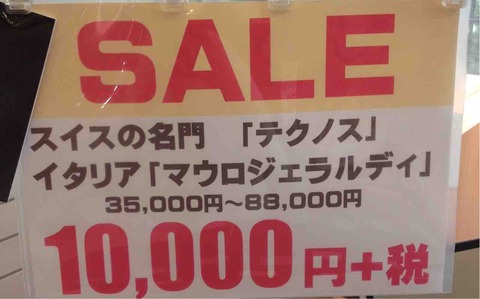 SALE
スイスの名門 「テクノス」
イタリア「マウロジェラルディ」
35,000円～88,000円
10,000円+税